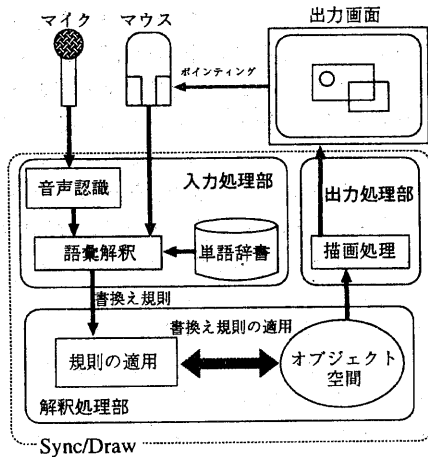 マイク
マウス
出力画面
ポインティング
入力処理部
音声認識
出力処理部
語彙解釈
単語辞書
描画処理
書換え規則
書換え規則の適用
規則の適用
オブジェクト
空間
解釈処理部
Sync/Draw